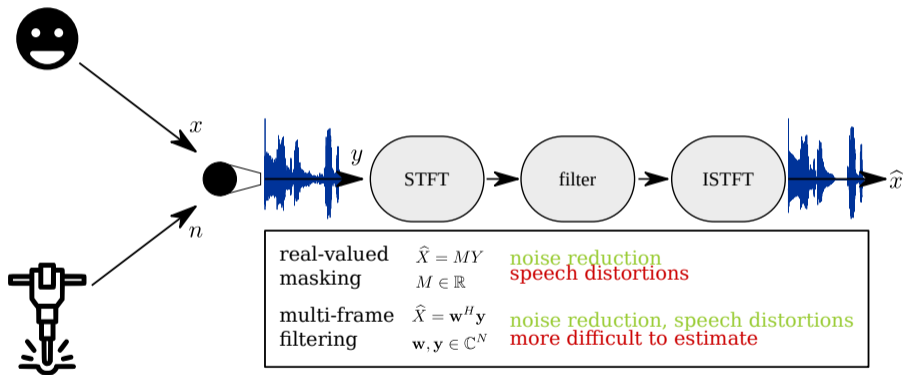 x
y
n
STFT
filter
ISTFT
x̂
real-valued masking
X̂ = MY
M ∈ ℝ
noise reduction
speech distortions
multi-frame filtering
X̂ = w^H y
w, y ∈ ℂ^N
noise reduction, speech distortions
more difficult to estimate